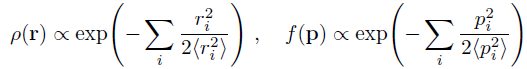 ρ(r) ∝ exp(−∑_i r_i^2 / 2⟨r_i^2⟩) , f(p) ∝ exp(−∑_i p_i^2 / 2⟨p_i^2⟩)